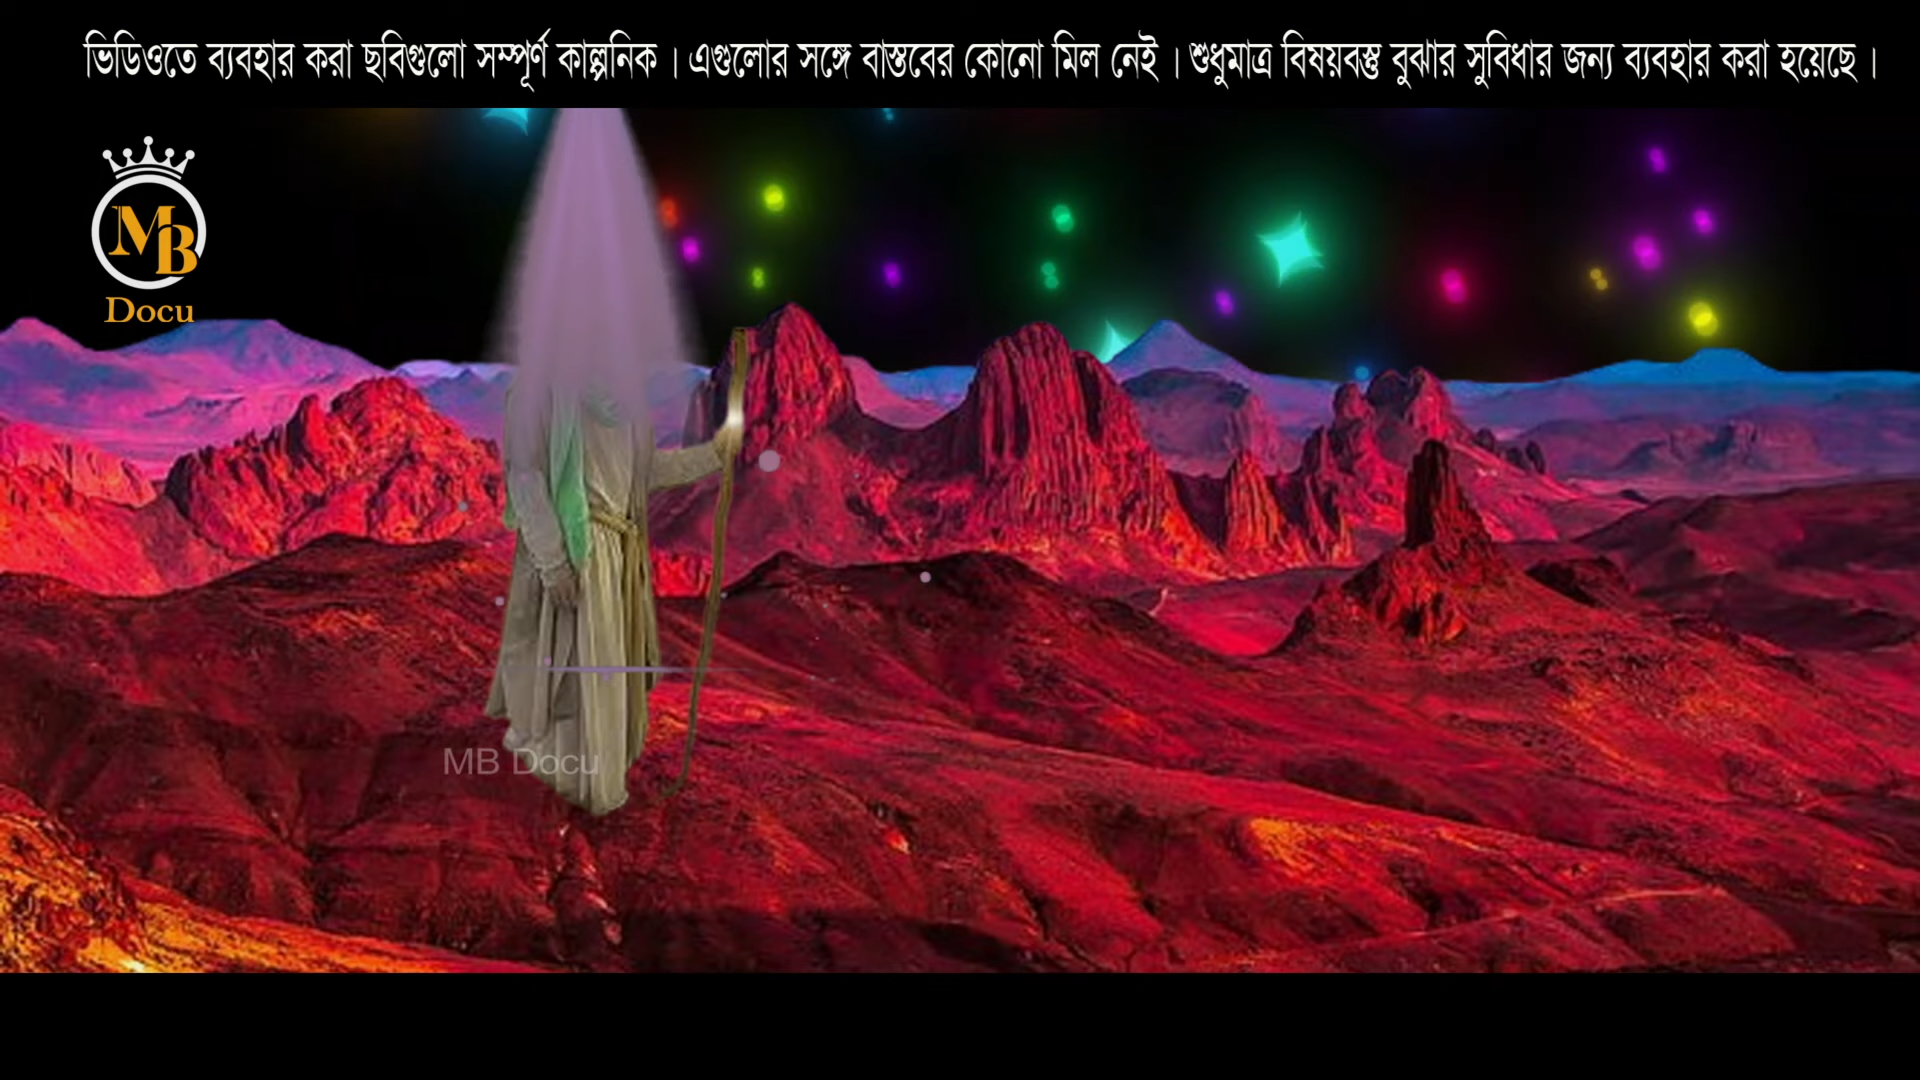 ভিডিওতে ব্যবহার করা ছবিগুলো সম্পূর্ণ কাল্পনিক । এগুলোর সঙ্গে বাস্তবের কোনো মিল নেই । শুধুমাত্র বিষয়বস্তু বুঝার সুবিধার জন্য ব্যবহার করা হয়েছে ।
MB
Docu
MB Docu